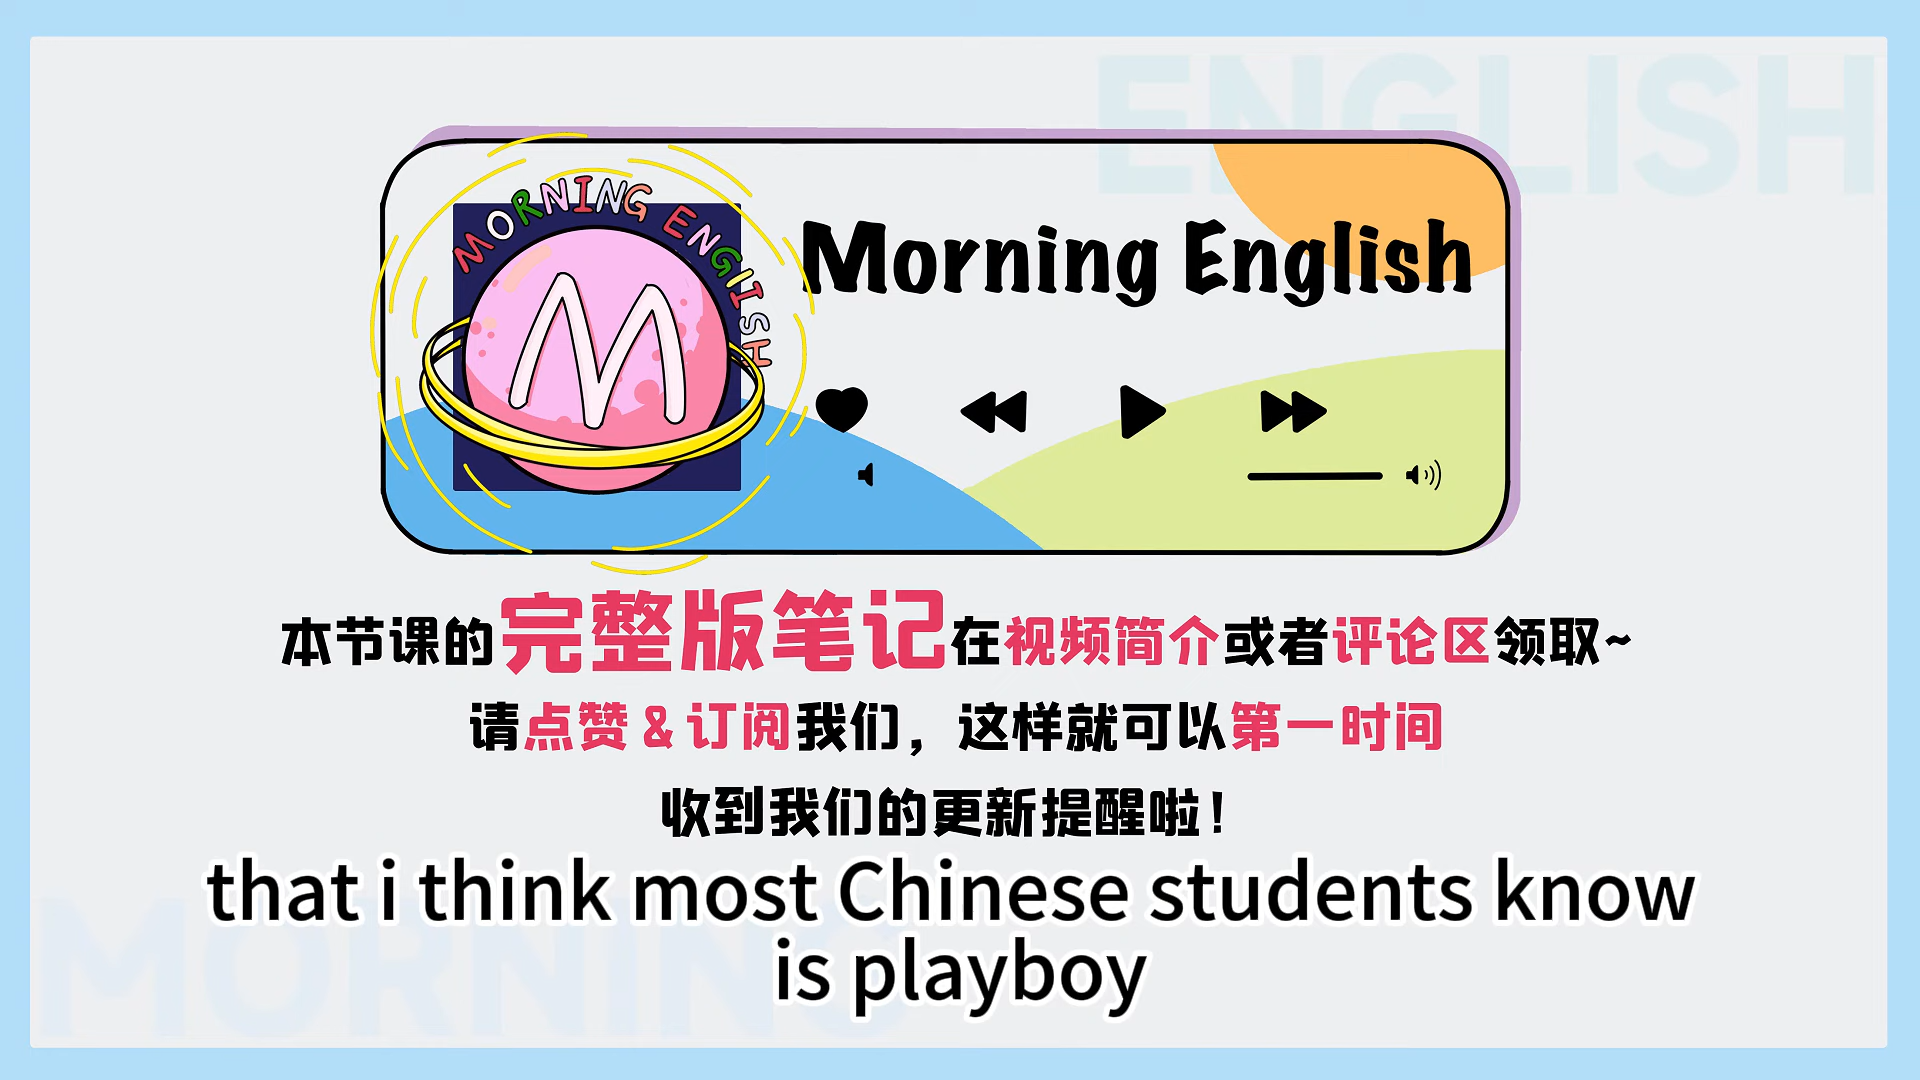 ENGLISH
MORNING ENGLISH
M
Morning English
本节课的完整版笔记在视频简介或者评论区领取~
请点赞&订阅我们，这样就可以第一时间
收到我们的更新提醒啦！
MORNING
that i think most Chinese students know
is playboy